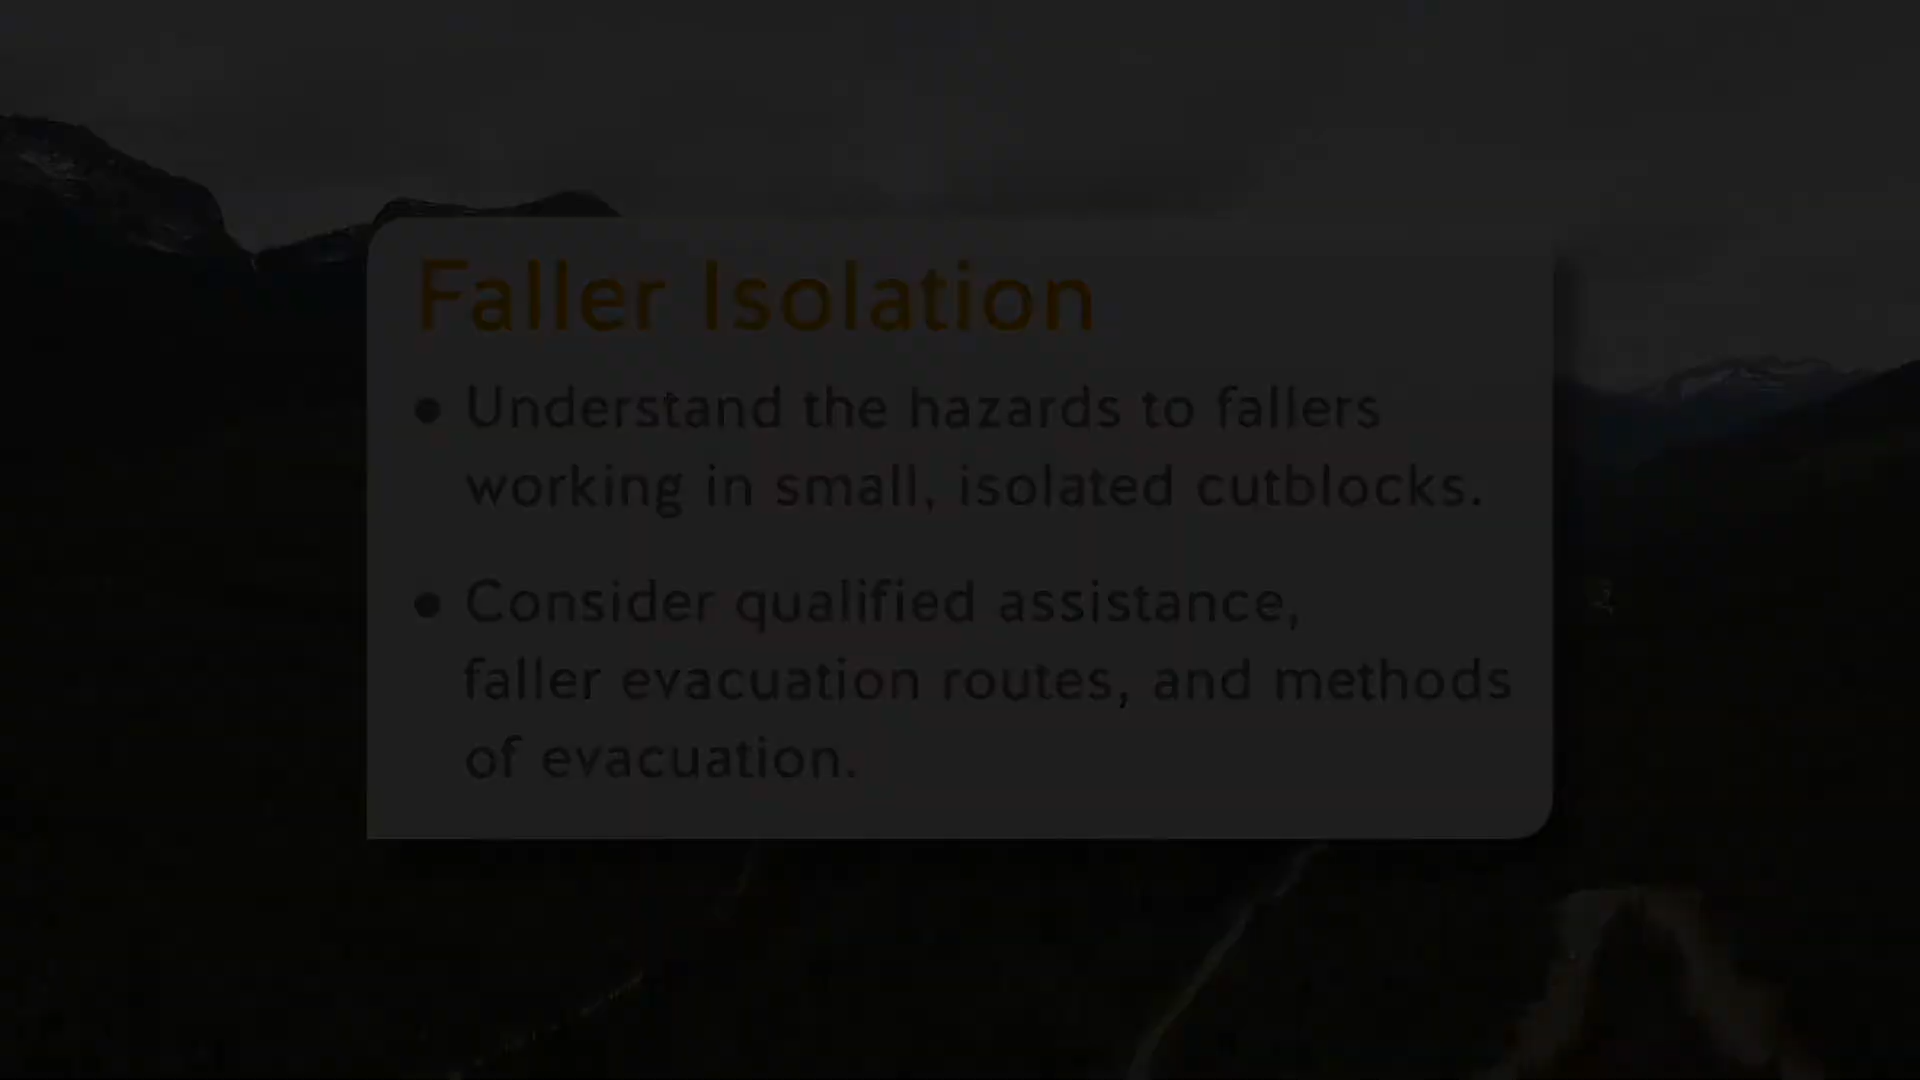 Faller Isolation
• Understand the hazards to fallers
working in small, isolated cutblocks.
• Consider qualified assistance,
faller evacuation routes, and methods
of evacuation.